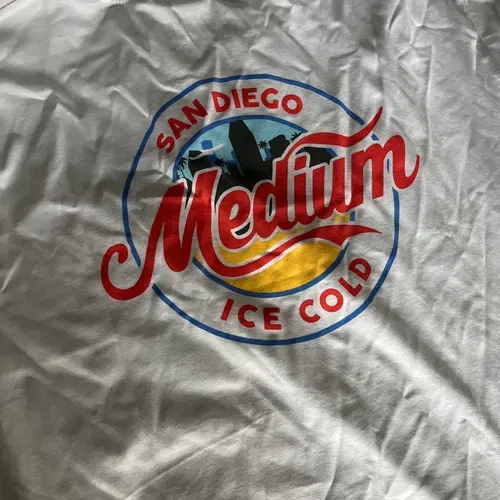 SAN DIEGO
Medium
ICE COLD